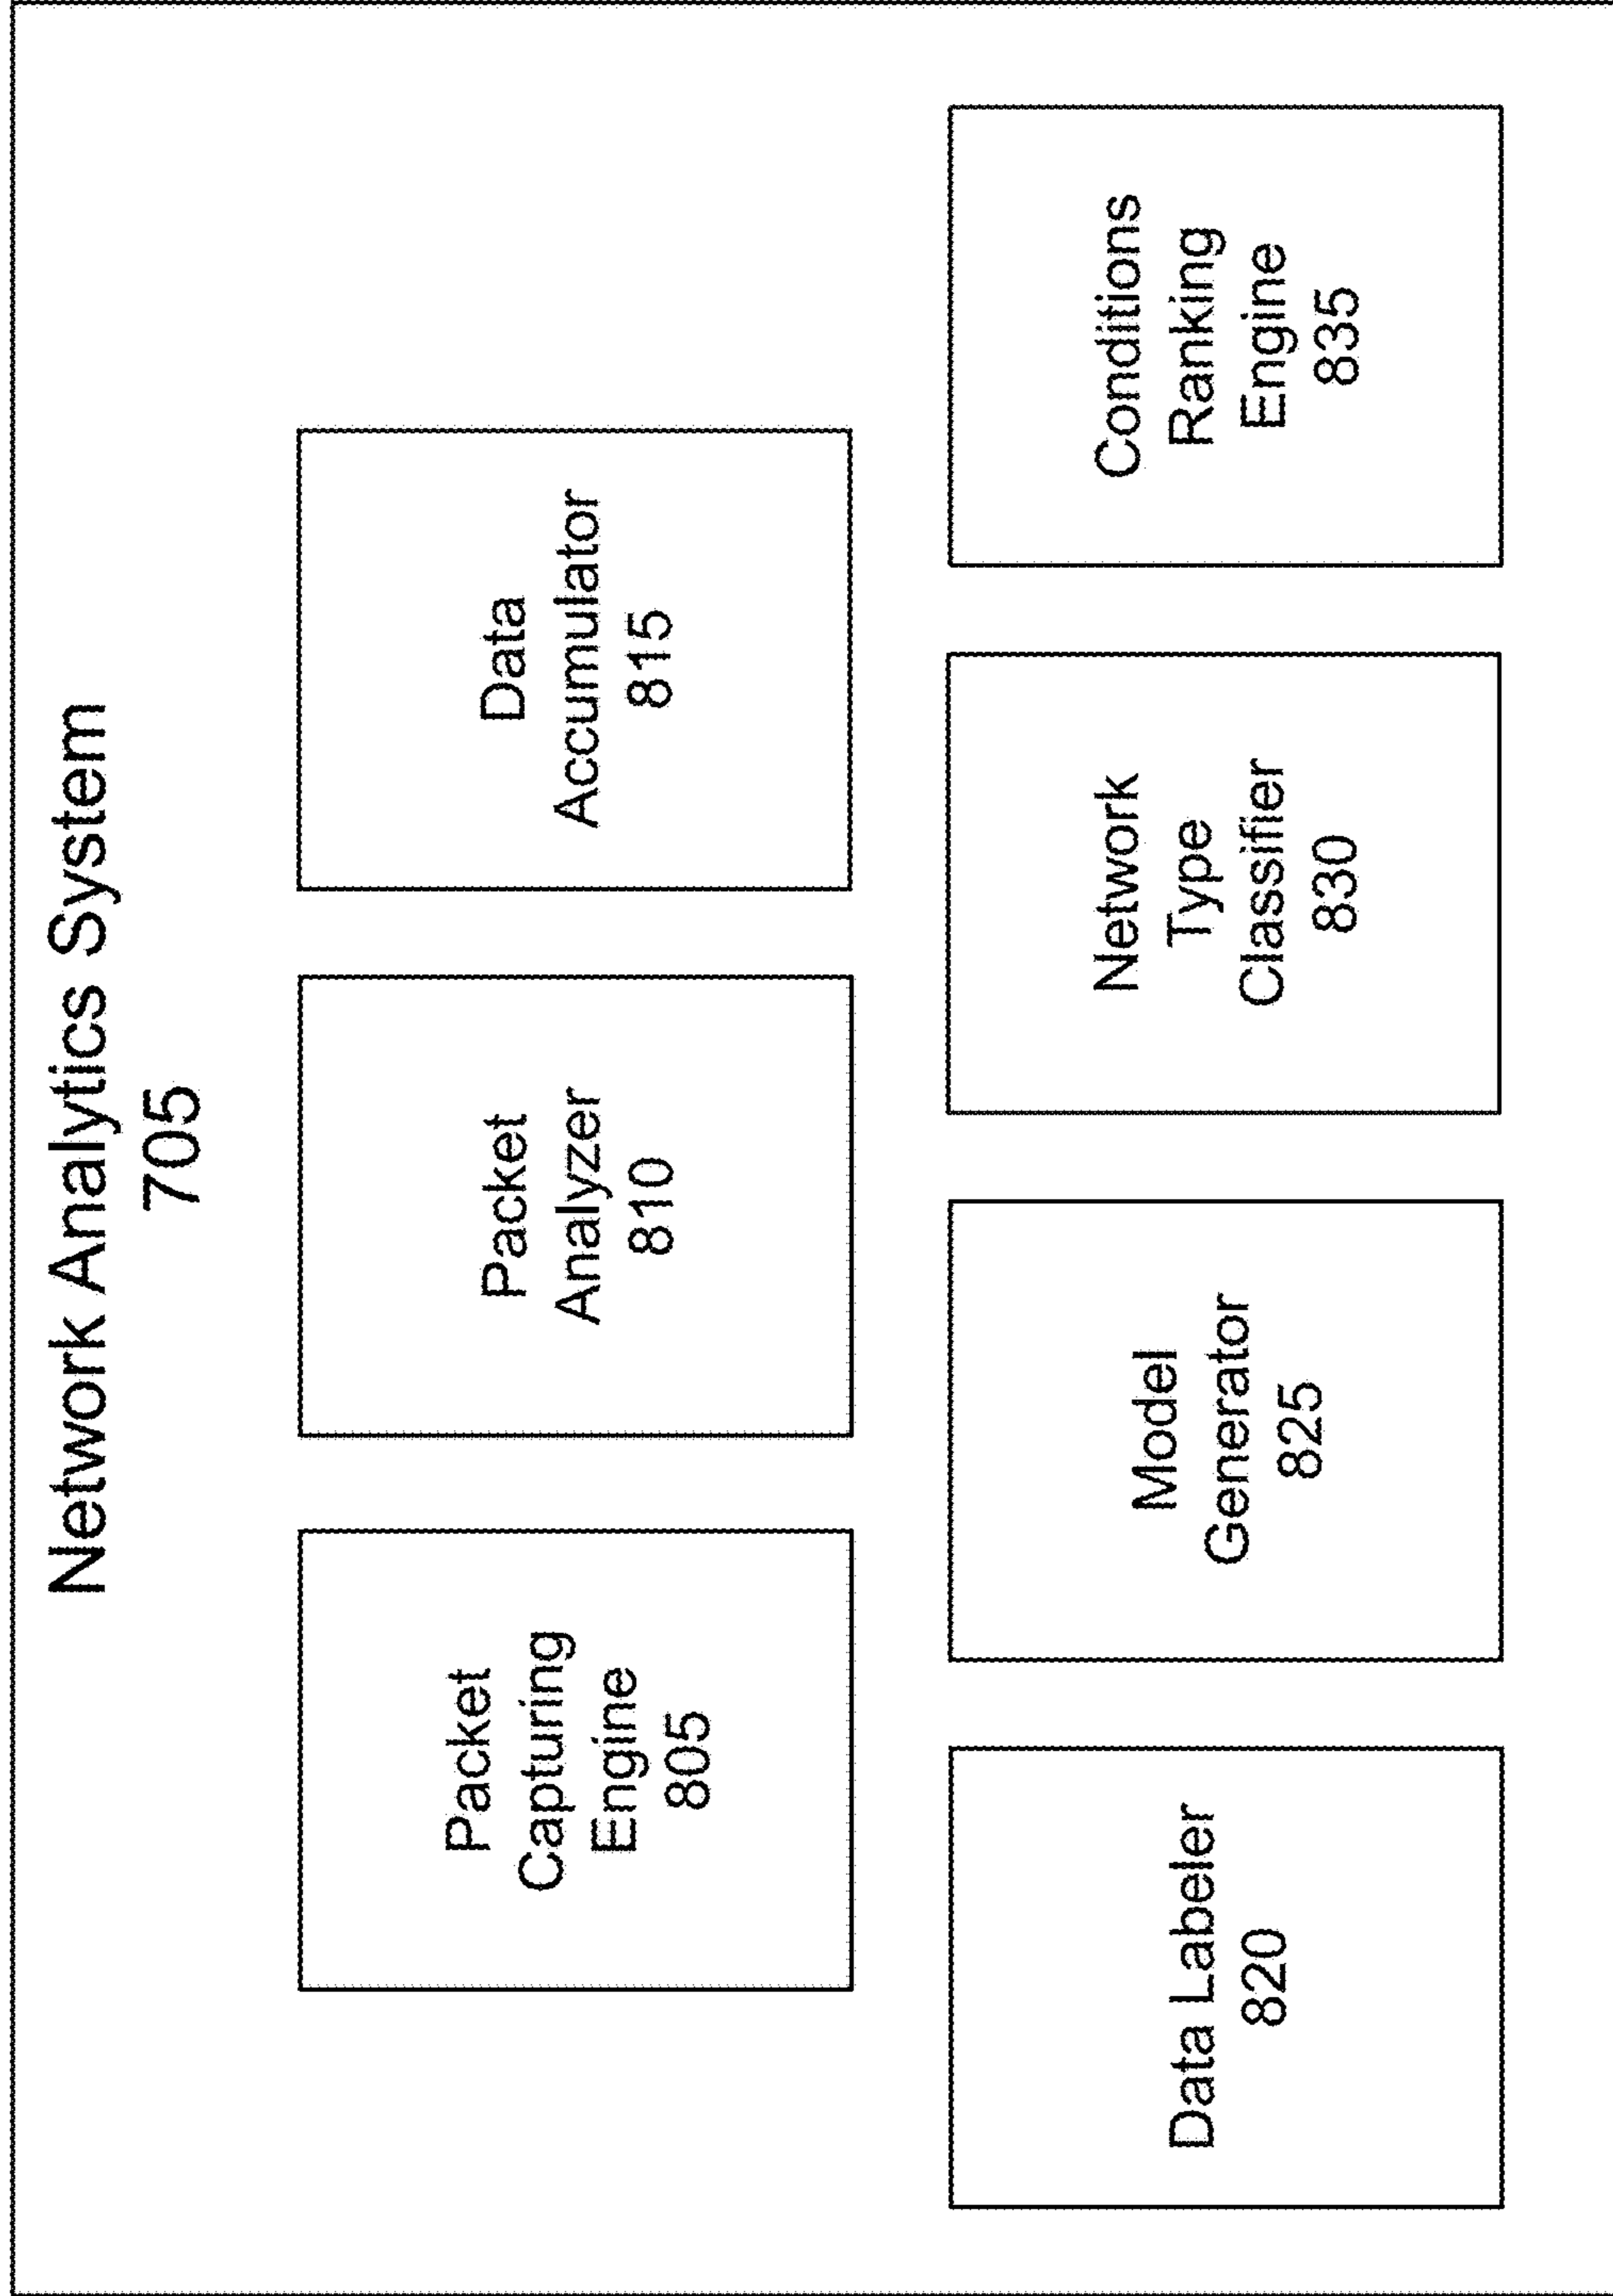 Network Analytics System
705
Packet
Capturing
Engine
805
Packet
Analyzer
810
Data
Accumulator
815
Data Labeler
820
Model
Generator
825
Network
Type
Classifier
830
Conditions
Ranking
Engine
835